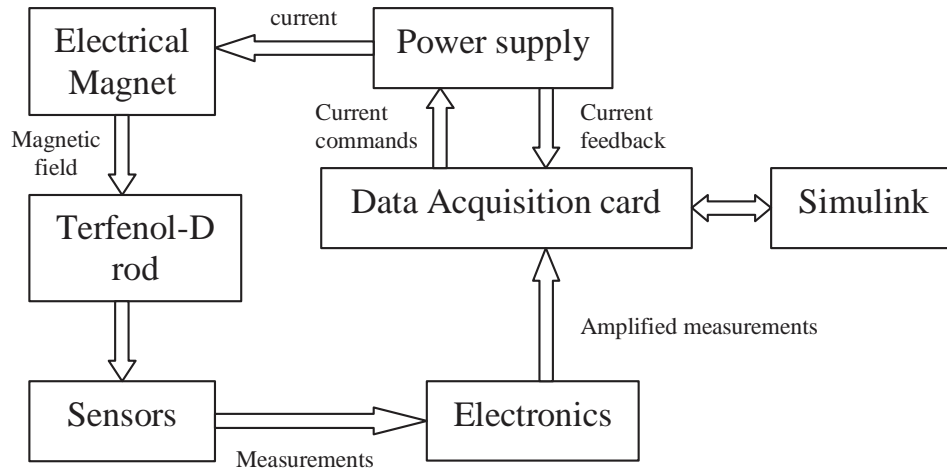 current
Electrical
Magnet
Power supply
Current
commands
Current
feedback
Magnetic
field
Data Acquisition card
Simulink
Terfenol-D
rod
Amplified measurements
Sensors
Electronics
Measurements